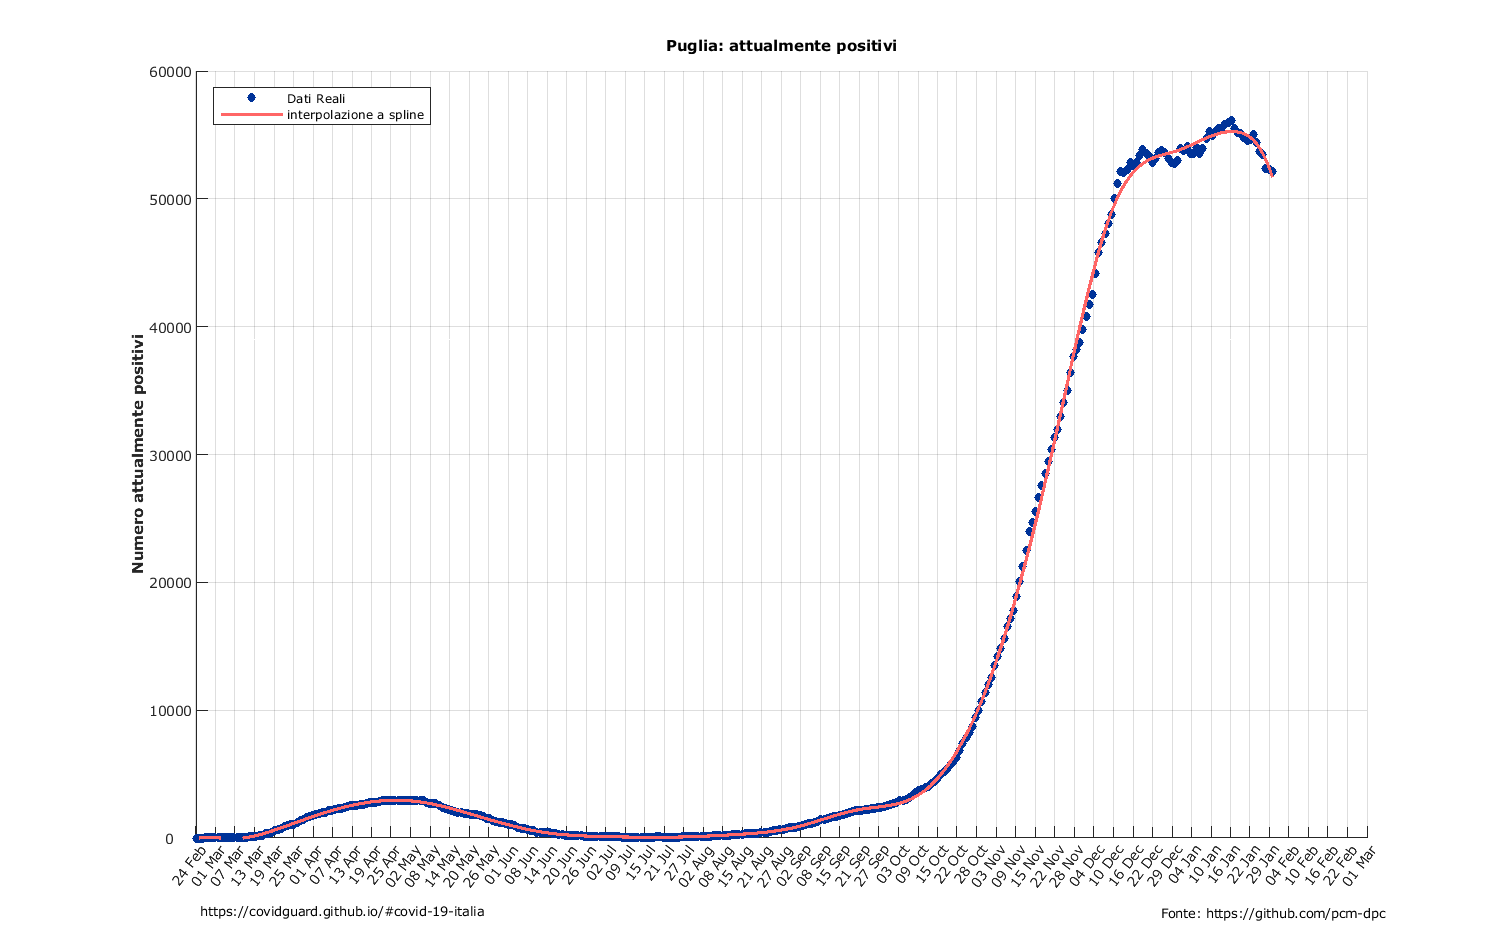 Puglia: attualmente positivi
60000
50000
40000
30000
20000
10000
0
Numero attualmente positivi
Dati Reali
interpolazione a spline
24 Feb
01 Mar
07 Mar
13 Mar
19 Mar
25 Mar
01 Apr
07 Apr
13 Apr
19 Apr
25 Apr
02 May
08 May
14 May
20 May
26 May
01 Jun
08 Jun
14 Jun
20 Jun
26 Jun
02 Jul
09 Jul
15 Jul
21 Jul
27 Jul
02 Aug
08 Aug
15 Aug
21 Aug
27 Aug
02 Sep
08 Sep
15 Sep
21 Sep
27 Sep
03 Oct
09 Oct
15 Oct
22 Oct
28 Oct
03 Nov
09 Nov
15 Nov
22 Nov
28 Nov
04 Dec
10 Dec
16 Dec
22 Dec
29 Dec
04 Jan
10 Jan
16 Jan
22 Jan
29 Jan
04 Feb
10 Feb
16 Feb
22 Feb
01 Mar
https://covidguard.github.io/#covid-19-italia
Fonte: https://github.com/pcm-dpc